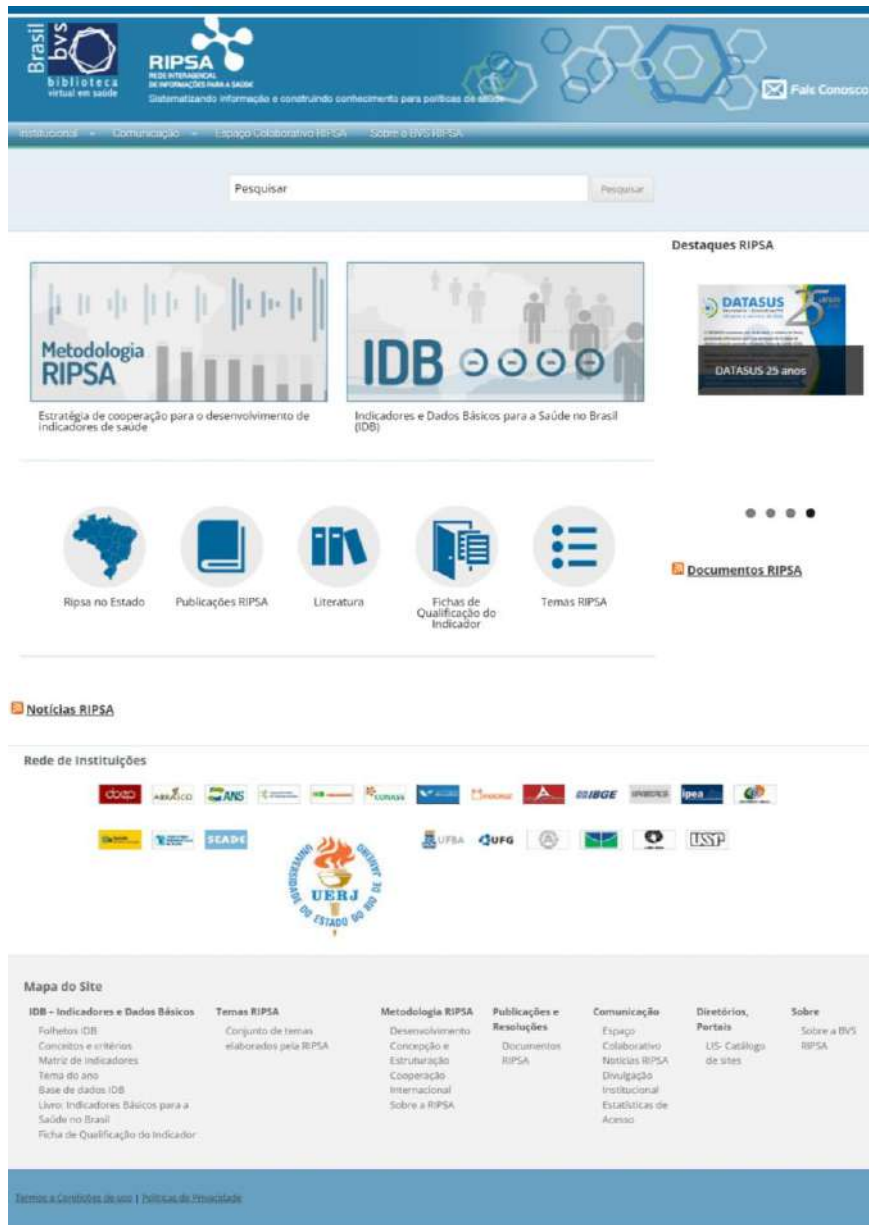 Brasil
bvs
biblioteca
virtual em saúde
RIPSA
REDE INTERAGENCIAL
DE INFORMAÇÕES PARA A SAÚDE
Sistematizando informação e construindo conhecimento para políticas de saúde
Fale Conosco
Institucional
Comunicação
Espaço Colaborativo RIPSA
Sobre a BVS RIPSA
Pesquisar
Pesquisar
Metodologia
RIPSA
Estratégia de cooperação para o desenvolvimento de
indicadores de saúde
IDB
Indicadores e Dados Básicos para a Saúde no Brasil
(IDB)
Destaques RIPSA
DATASUS
25
DATASUS 25 anos
Ripsa no Estado
Publicações RIPSA
Literatura
Fichas de
Qualificação do
Indicador
Temas RIPSA
Documentos RIPSA
Notícias RIPSA
Rede de Instituições
ABRASCO
ANS
CONASS
IBGE
ipea
SEADE
UNIVERSIDADE DO ESTADO DO RIO DE JANEIRO
UERJ
UFBA
UFG
USP
Mapa do Site
IDB – Indicadores e Dados Básicos
Folhetos IDB
Conceitos e critérios
Matriz de Indicadores
Tema do ano
Base de dados IDB
Livro: Indicadores Básicos para a
Saúde no Brasil
Ficha de Qualificação do Indicador
Temas RIPSA
Conjunto de temas
elaborados pela RIPSA
Metodologia RIPSA
Desenvolvimento
Concepção e
Estruturação
Cooperação
Internacional
Sobre a RIPSA
Publicações e
Resoluções
Documentos
RIPSA
Comunicação
Espaço
Colaborativo
Notícias RIPSA
Divulgação
Institucional
Estatísticas de
Acesso
Diretórios,
Portais
LIS- Catálogo
de sites
Sobre
Sobre a BVS
RIPSA
Termos e Condições de uso | Políticas de Privacidade